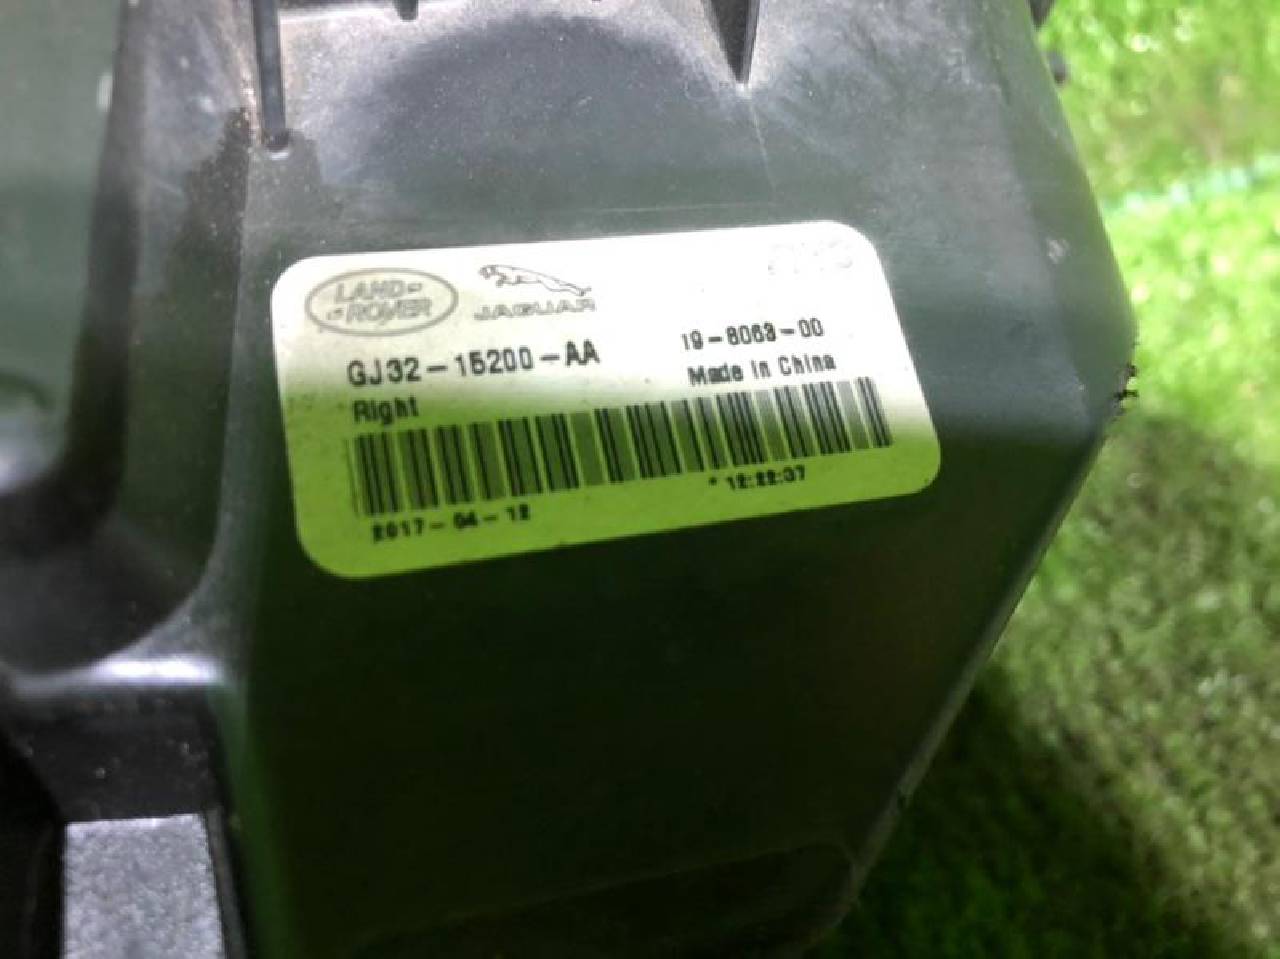 LAND-
ROVER
JAGUAR
GJ32-15200-AA
19-8063-00
Right
Made in China
2017-04-12
* 12:22:37